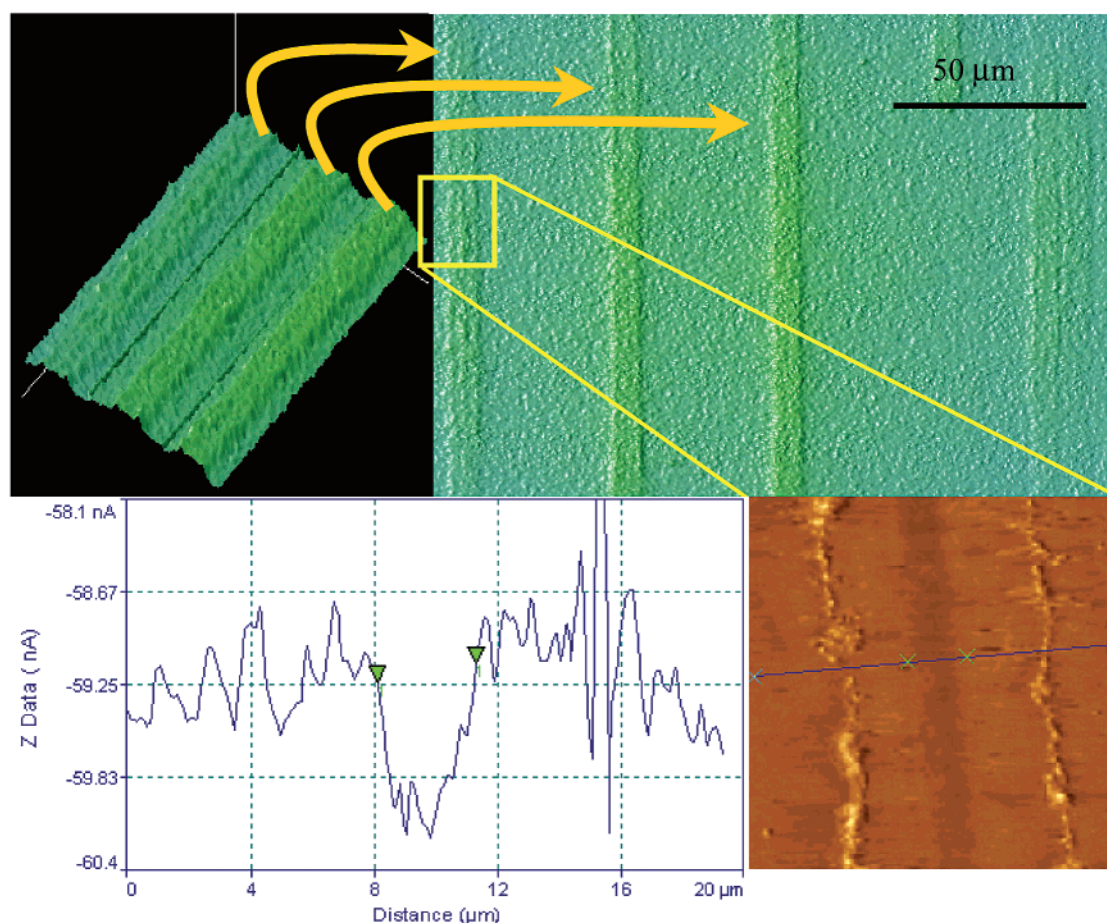 50 μm
-58.1 nA
-58.67
-59.25
-59.83
-60.4
Z Data ( nA)
0 4 8 12 16 20 μm
Distance (μm)